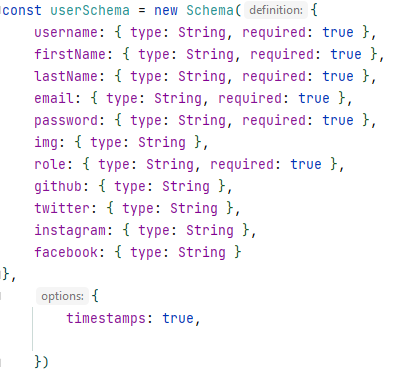 const userSchema = new Schema( definition: {
username: { type: String, required: true },
firstName: { type: String, required: true },
lastName: { type: String, required: true },
email: { type: String, required: true },
password: { type: String, required: true },
img: { type: String },
role: { type: String, required: true },
github: { type: String },
twitter: { type: String },
instagram: { type: String },
facebook: { type: String }
},
options: {
timestamps: true,
})